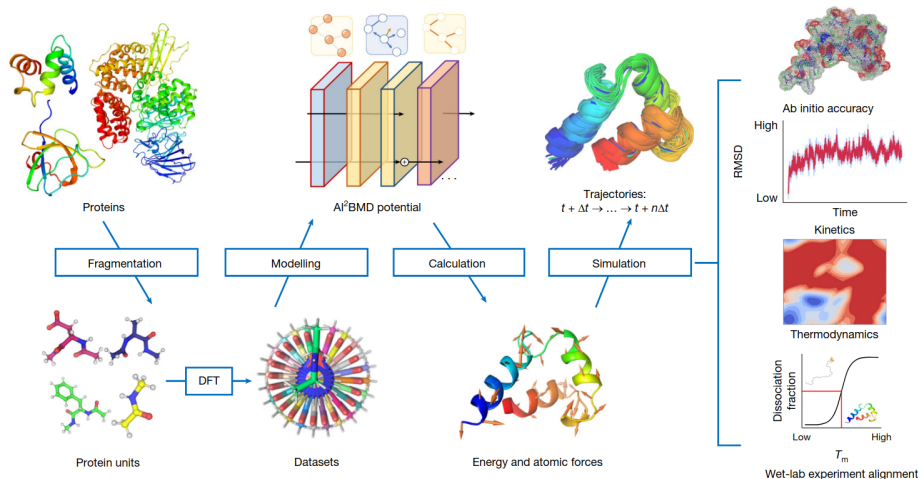 Proteins
AI²BMD potential
Trajectories:
t + Δt → ... → t + nΔt
Ab initio accuracy
High
RMSD
Low
Time
Kinetics
Fragmentation
Modelling
Calculation
Simulation
Thermodynamics
DFT
Protein units
Datasets
Energy and atomic forces
Dissociation
fraction
Low
High
Tm
Wet-lab experiment alignment
. . .